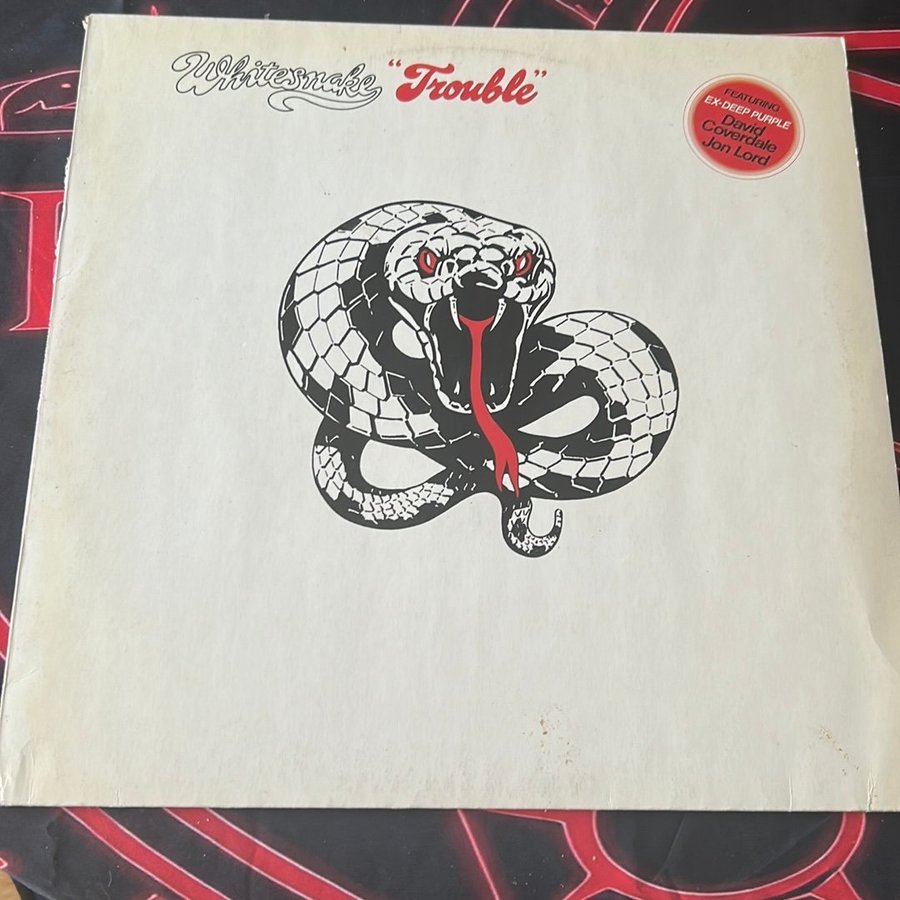 Whitesnake "Trouble"
FEATURING
EX-DEEP PURPLE
David
Coverdale
Jon Lord